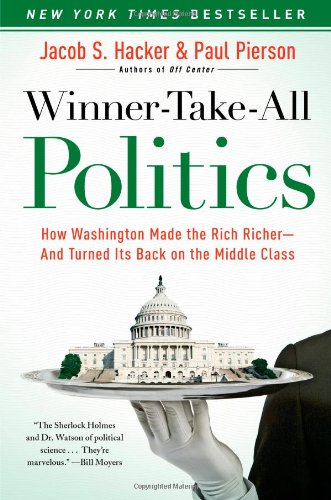 NEW YORK TIMES BESTSELLER
Jacob S. Hacker & Paul Pierson
Authors of Off Center
Winner-Take-All
Politics
How Washington Made the Rich Richer—
And Turned Its Back on the Middle Class
"The Sherlock Holmes
and Dr. Watson of political
science . . . They're
marvelous." —Bill Moyers
Copyrighted Material